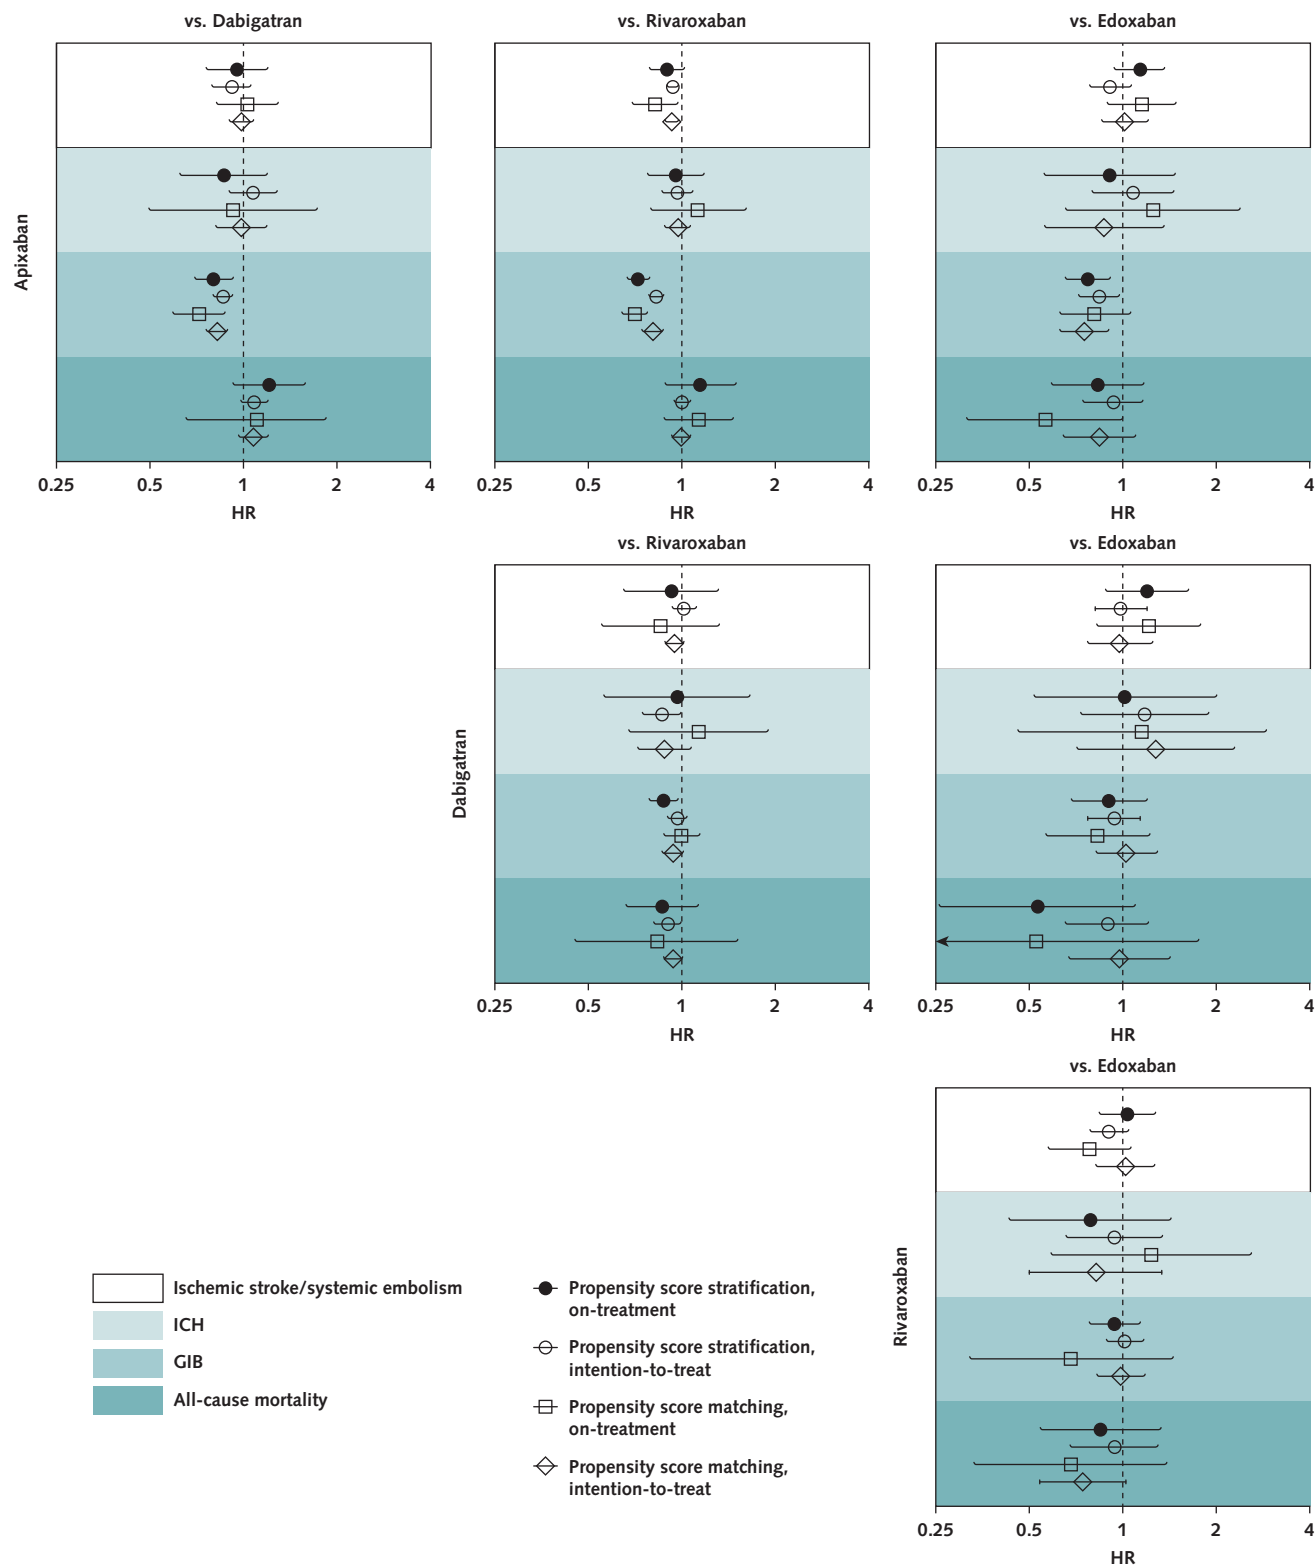 vs. Dabigatran
vs. Rivaroxaban
vs. Edoxaban
Apixaban
0.25 0.5 1 2 4
HR
0.25 0.5 1 2 4
HR
0.25 0.5 1 2 4
HR
vs. Rivaroxaban
vs. Edoxaban
Dabigatran
0.25 0.5 1 2 4
HR
0.25 0.5 1 2 4
HR
vs. Edoxaban
Rivaroxaban
0.25 0.5 1 2 4
HR
Ischemic stroke/systemic embolism
ICH
GIB
All-cause mortality
Propensity score stratification,
on-treatment
Propensity score stratification,
intention-to-treat
Propensity score matching,
on-treatment
Propensity score matching,
intention-to-treat